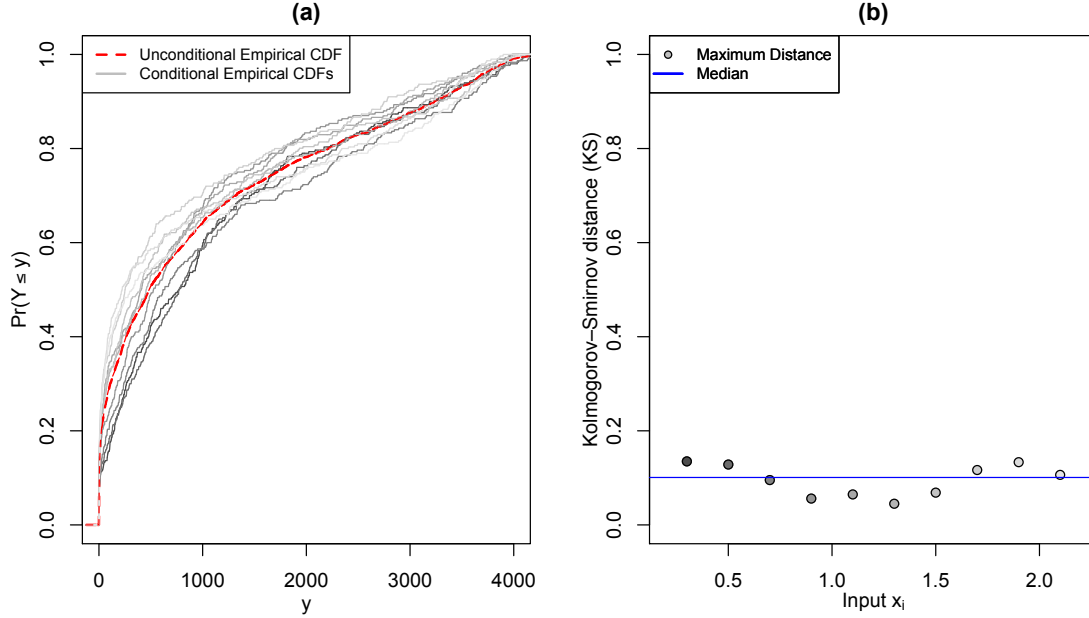 (a)
Unconditional Empirical CDF
Conditional Empirical CDFs
Pr(Y ≤ y)
0.0
0.2
0.4
0.6
0.8
1.0
0
1000
2000
3000
4000
y
(b)
Maximum Distance
Median
Kolmogorov−Smirnov distance (KS)
0.0
0.2
0.4
0.6
0.8
1.0
0.5
1.0
1.5
2.0
Input xᵢ